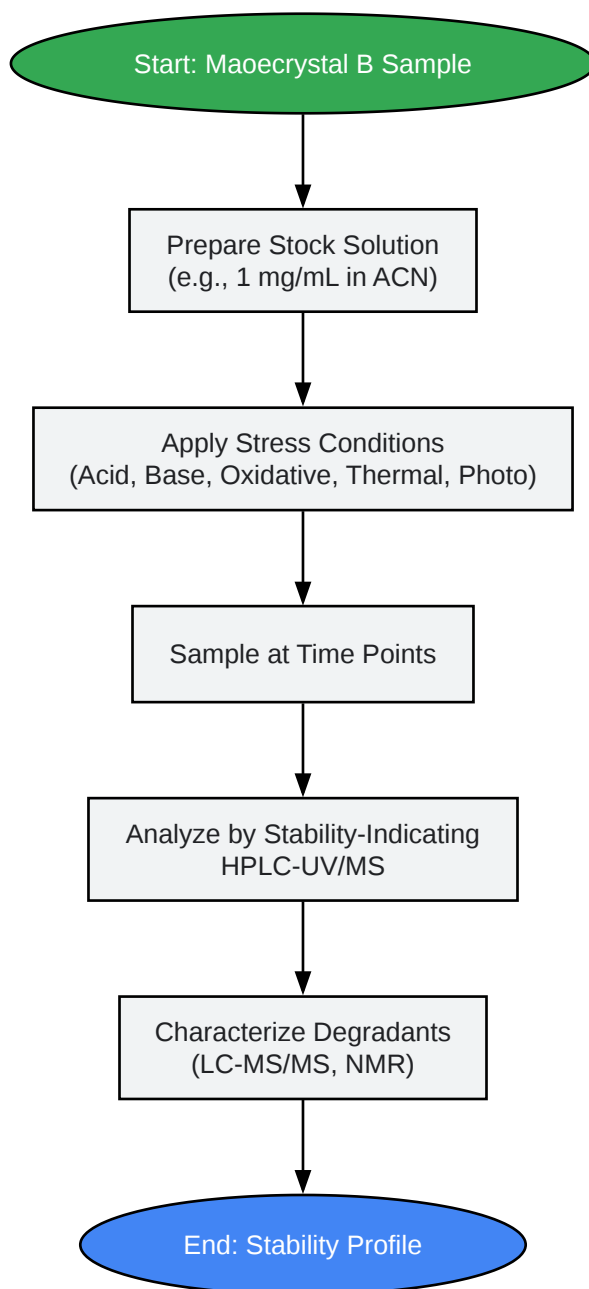 Start: Maoecrystal B Sample
Prepare Stock Solution
(e.g., 1 mg/mL in ACN)
Apply Stress Conditions
(Acid, Base, Oxidative, Thermal, Photo)
Sample at Time Points
Analyze by Stability-Indicating
HPLC-UV/MS
Characterize Degradants
(LC-MS/MS, NMR)
End: Stability Profile